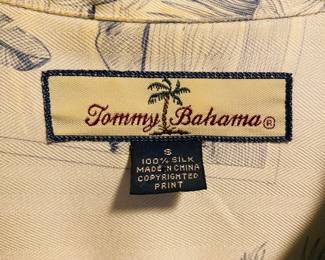 Tommy Bahama®
S
100% SILK
MADE IN CHINA
COPYRIGHTED
PRINT